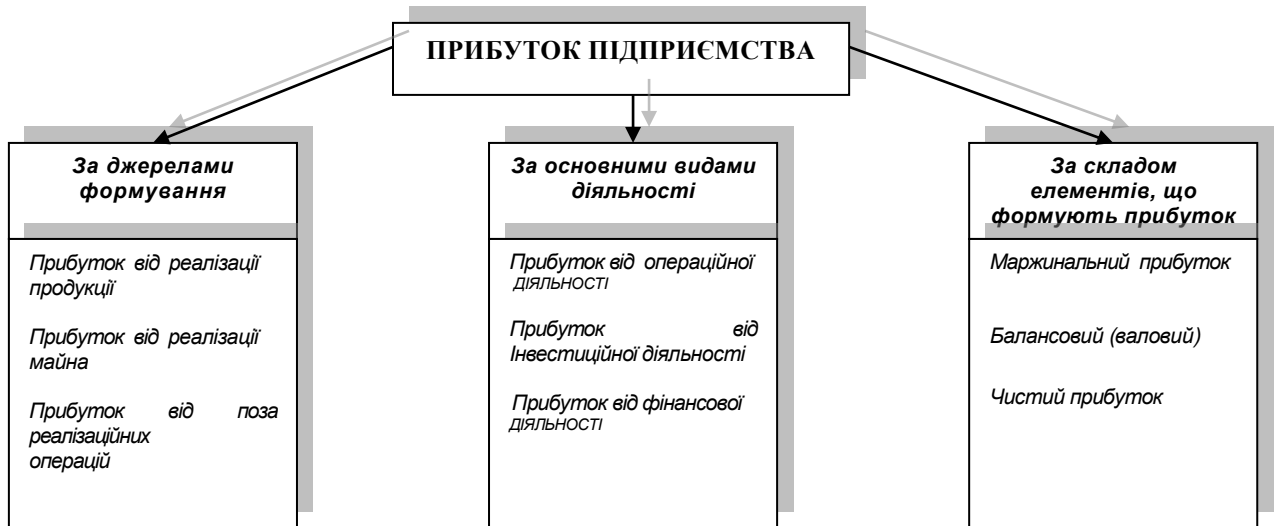 ПРИБУТОК ПІДПРИЄМСТВА
За джерелами
формування
Прибуток від реалізації
продукції
Прибуток від реалізації
майна
Прибуток від поза
реалізаційних
операцій
За основними видами
діяльності
Прибуток від операційної
ДІЯЛЬНОСТІ
Прибуток від
Інвестиційної діяльності
Прибуток від фінансової
ДІЯЛЬНОСТІ
За складом
елементів, що
формують прибуток
Маржинальний прибуток
Балансовий (валовий)
Чистий прибуток